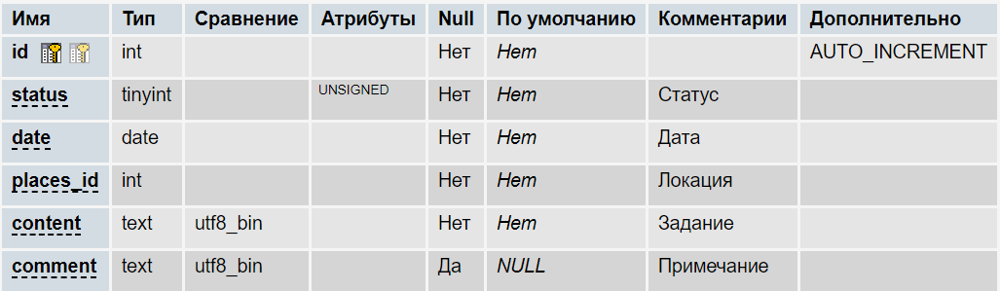 Имя Тип Сравнение Атрибуты Null По умолчанию Комментарии Дополнительно
id int Нет Нет AUTO_INCREMENT
status tinyint UNSIGNED Нет Нет Статус
date date Нет Нет Дата
places_id int Нет Нет Локация
content text utf8_bin Нет Нет Задание
comment text utf8_bin Да NULL Примечание